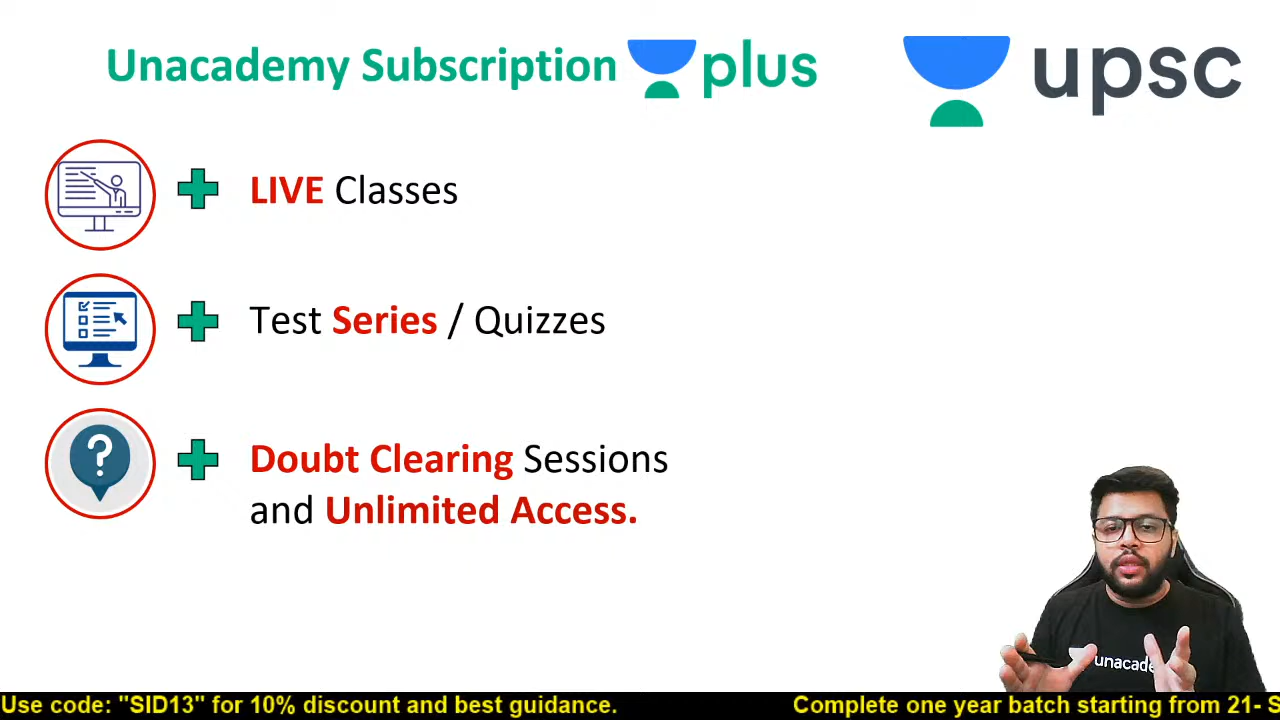 Unacademy Subscription plus
upsc
LIVE Classes
Test Series / Quizzes
Doubt Clearing Sessions
and Unlimited Access.
unacade
Use code: "SID13" for 10% discount and best guidance.
Complete one year batch starting from 21- S